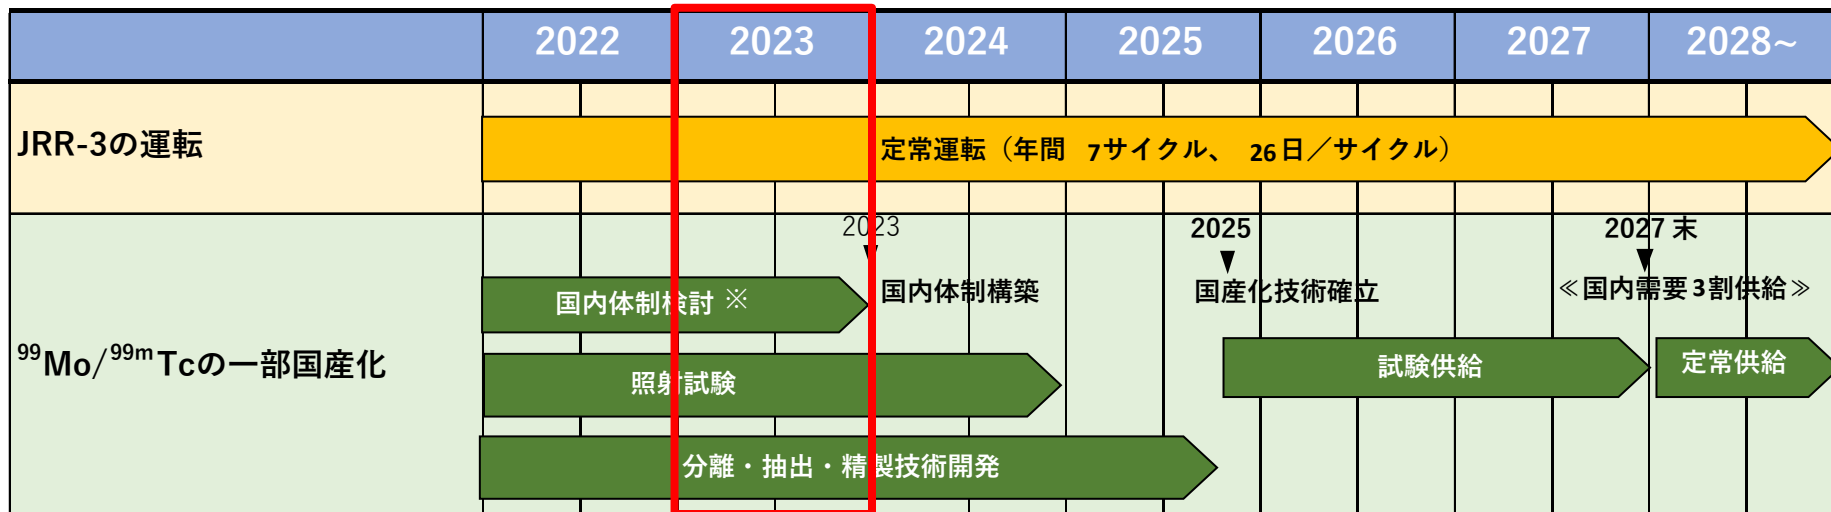 2022 2023 2024 2025 2026 2027 2028~
JRR-3の運転
定常運転（年間 7サイクル、 26日／サイクル）
2023
2025
2027 末
国内体制検討 ※
国内体制構築
国産化技術確立
≪国内需要3割供給≫
99Mo/99mTcの一部国産化
照射試験
試験供給
定常供給
分離・抽出・精製技術開発